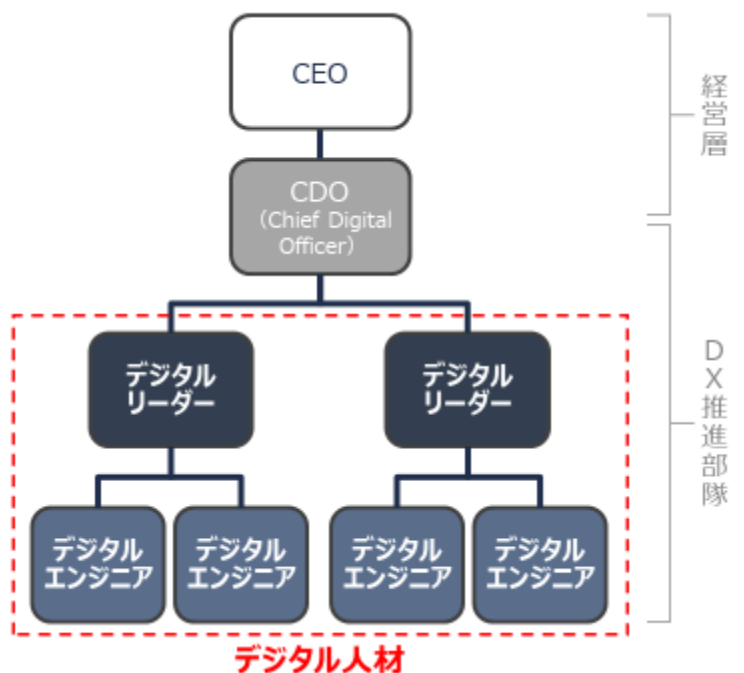 CEO
経営層
CDO
（Chief Digital
Officer）
デジタル
リーダー
デジタル
リーダー
DX推進部隊
デジタル
エンジニア
デジタル
エンジニア
デジタル
エンジニア
デジタル
エンジニア
デジタル人材